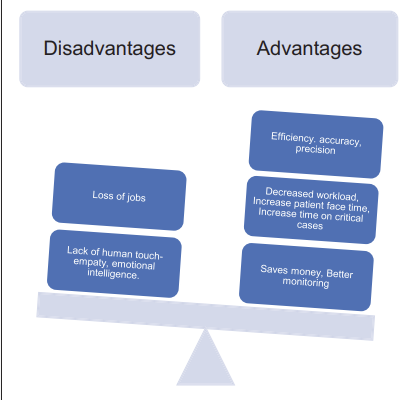 Disadvantages
Advantages
Loss of jobs
Lack of human touch-
empaty, emotional
intelligence.
Efficiency. accuracy,
precision
Decreased workload,
Increase patient face time,
Increase time on critical
cases
Saves money, Better
monitoring